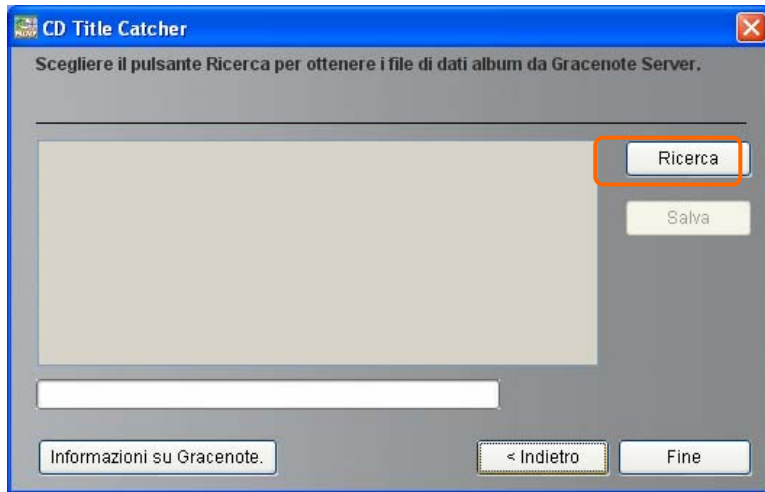 CD Title Catcher
Scegliere il pulsante Ricerca per ottenere i file di dati album da Gracenote Server.
Ricerca
Salva
Informazioni su Gracenote.
< Indietro
Fine